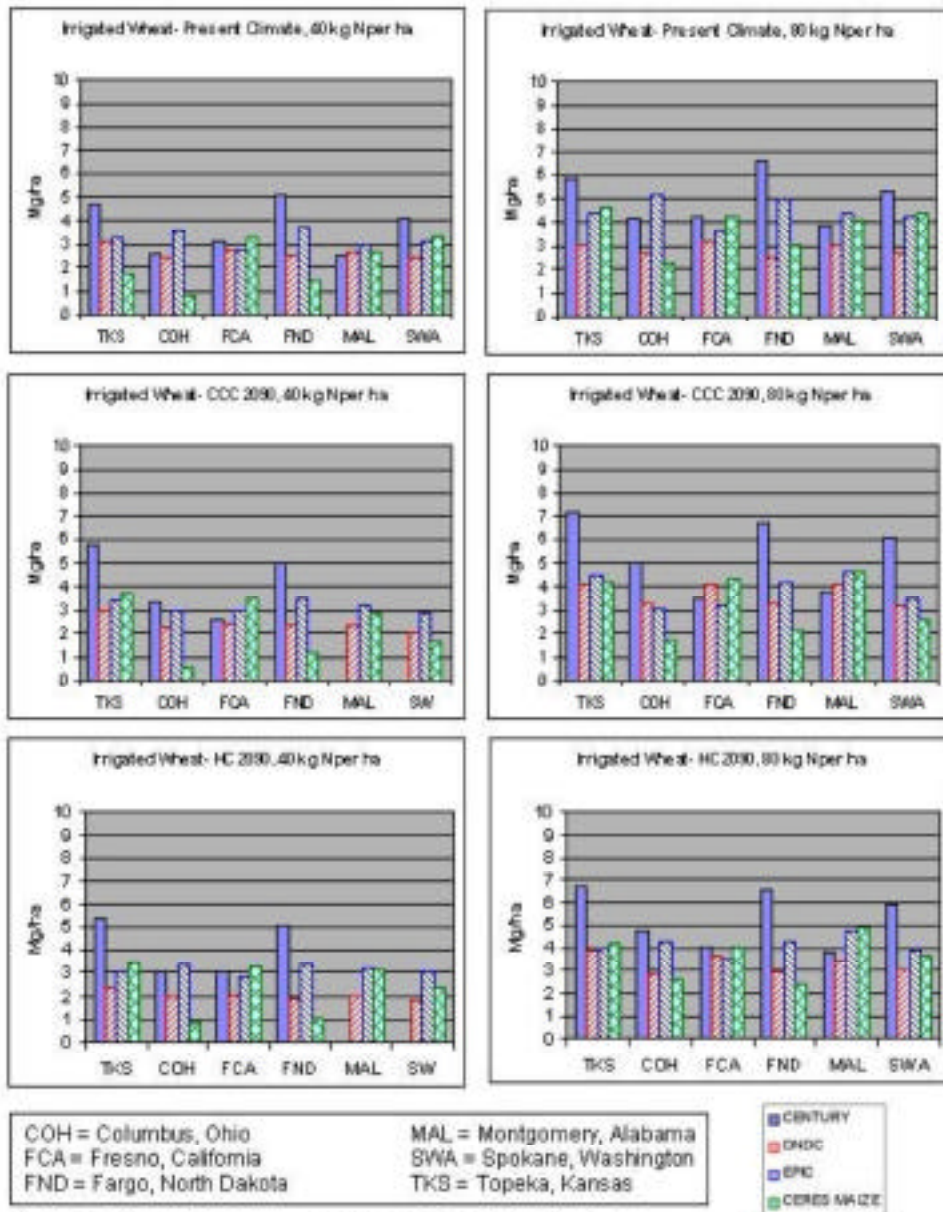 Irrigated Wheat- Present Climate, 40 kg N per ha
Mg/ha
10
9
8
7
6
5
4
3
2
1
0
TKS COH FCA FND MAL SWA
Irrigated Wheat- Present Climate, 80 kg N per ha
10
9
8
7
6
5
4
3
2
1
0
TKS COH FCA FND MAL SWA
Irrigated Wheat- CCC 2090, 40 kg N per ha
Mg/ha
10
9
8
7
6
5
4
3
2
1
0
TKS COH FCA FND MAL SW
Irrigated Wheat- CCC 2090, 80 kg N per ha
Mg/ha
10
9
8
7
6
5
4
3
2
1
0
TKS COH FCA FND MAL SWA
Irrigated Wheat- HC 2090, 40 kg N per ha
Mg/ha
10
9
8
7
6
5
4
3
2
1
0
TKS COH FCA FND MAL SW
Irrigated Wheat- HC 2090, 80 kg N per ha
Mg/ha
10
9
8
7
6
5
4
3
2
1
0
TKS COH FCA FND MAL SWA
COH = Columbus, Ohio
FCA = Fresno, California
FND = Fargo, North Dakota
MAL = Montgomery, Alabama
SWA = Spokane, Washington
TKS = Topeka, Kansas
CENTURY
DNDC
EPIC
CERES MAIZE